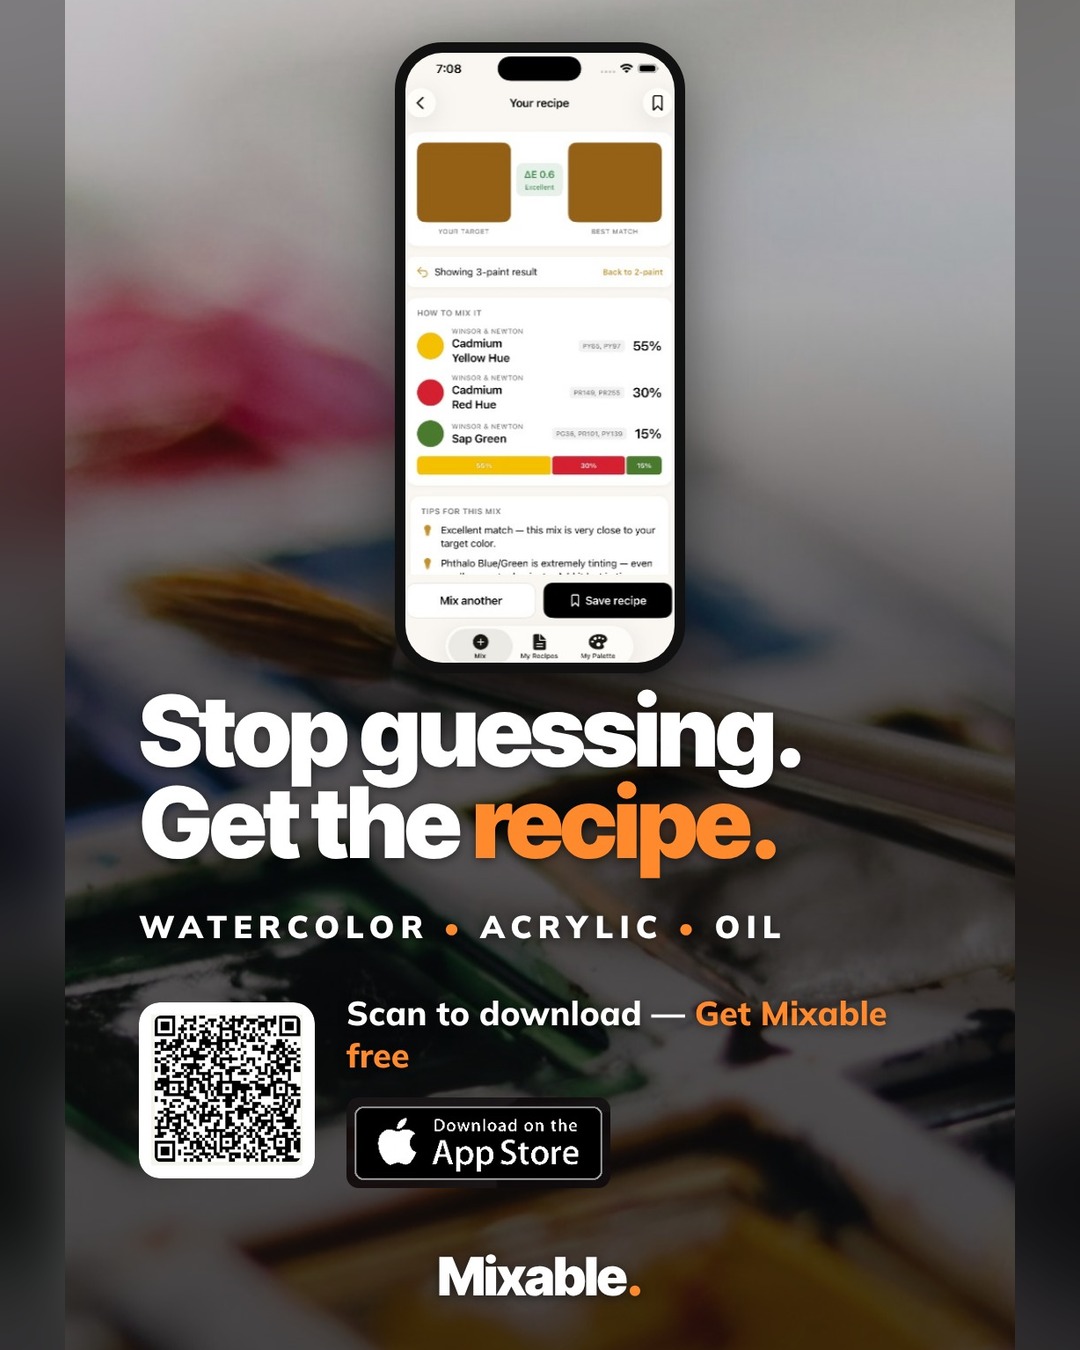 7:08
Your recipe
ΔE 0.6
Excellent
YOUR TARGET
BEST MATCH
Showing 3-paint result
Back to 2-paint
HOW TO MIX IT
WINSOR & NEWTON
Cadmium
Yellow Hue
PY65, PY97
55%
WINSOR & NEWTON
Cadmium
Red Hue
PR149, PR255
30%
WINSOR & NEWTON
Sap Green
PG36, PR101, PY139
15%
55%
30%
15%
TIPS FOR THIS MIX
Excellent match — this mix is very close to your
target color.
Phthalo Blue/Green is extremely tinting — even
Mix another
Save recipe
Mix
My Recipes
My Palette
Stop guessing.
Get the recipe.
WATERCOLOR • ACRYLIC • OIL
Scan to download — Get Mixable
free
Download on the
App Store
Mixable.